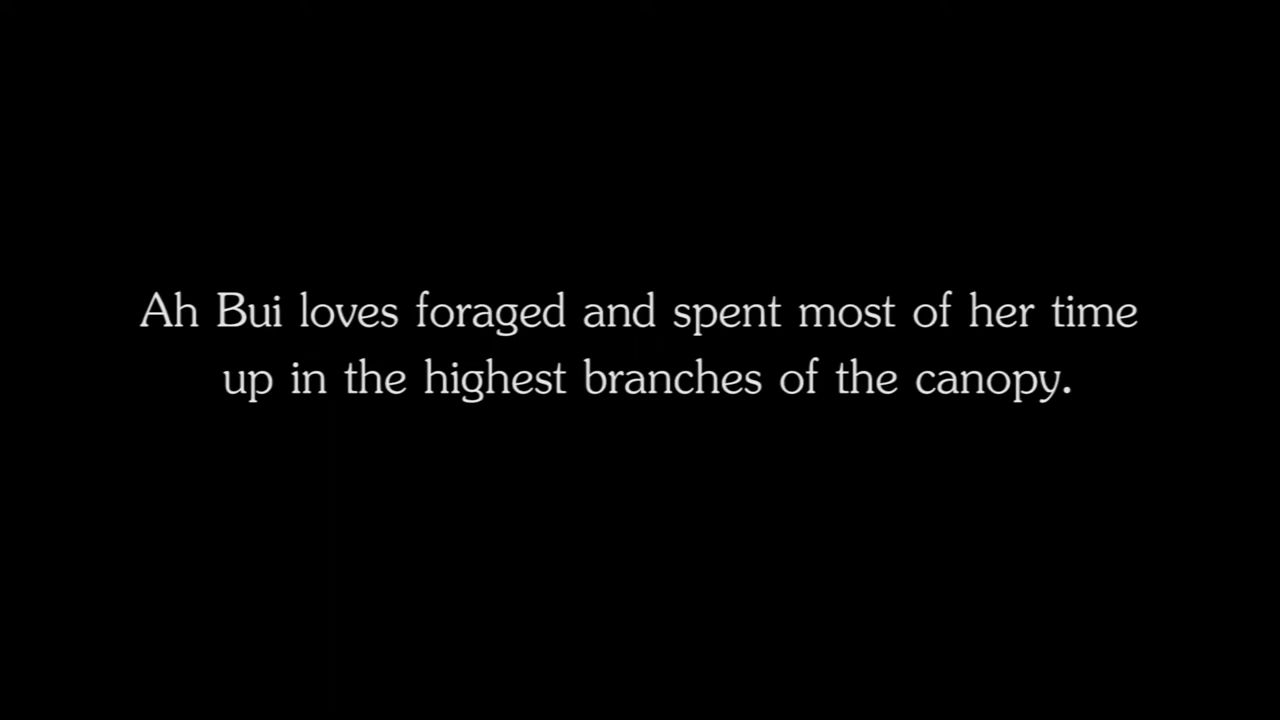 Ah Bui loves foraged and spent most of her time
up in the highest branches of the canopy.